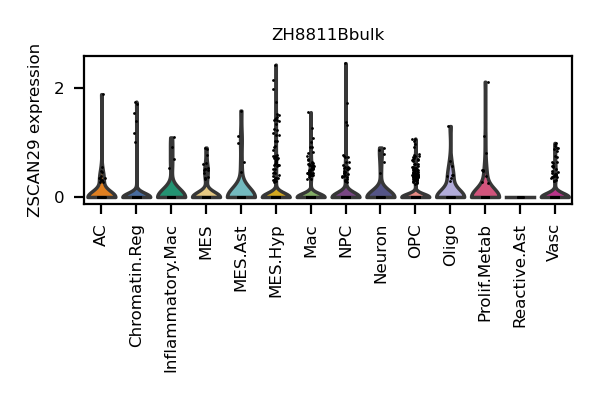 ZH8811Bbulk
ZSCAN29 expression
2
0
AC
Chromatin.Reg
Inflammatory.Mac
MES
MES.Ast
MES.Hyp
Mac
NPC
Neuron
OPC
Oligo
Prolif.Metab
Reactive.Ast
Vasc